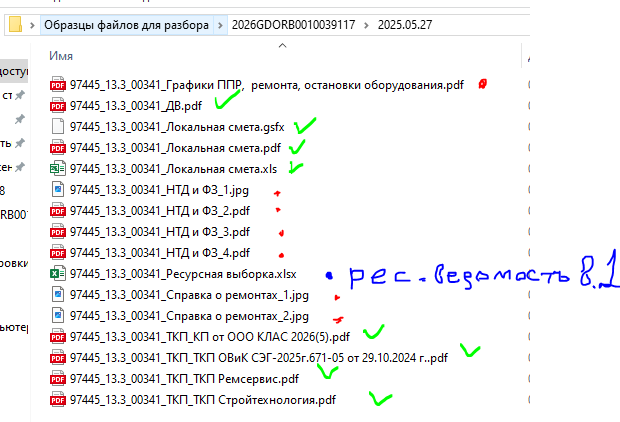 Образцы файлов для разбора > 2026GDORB0010039117 > 2025.05.27
Имя
97445_13.3_00341_Графики ППР, ремонта, остановки оборудования.pdf
97445_13.3_00341_ДВ.pdf
97445_13.3_00341_Локальная смета.gsfx
97445_13.3_00341_Локальная смета.pdf
97445_13.3_00341_Локальная смета.xls
97445_13.3_00341_НТД и ФЗ_1.jpg
97445_13.3_00341_НТД и ФЗ_2.pdf
97445_13.3_00341_НТД и ФЗ_3.pdf
97445_13.3_00341_НТД и ФЗ_4.pdf
97445_13.3_00341_Ресурсная выборка.xlsx
рес.ведомость в.1
97445_13.3_00341_Справка о ремонтах_1.jpg
97445_13.3_00341_Справка о ремонтах_2.jpg
97445_13.3_00341_ТКП_КП от ООО КЛАС 2026(5).pdf
97445_13.3_00341_ТКП_ТКП ОВиК СЭГ-2025г.671-05 от 29.10.2024 г..pdf
97445_13.3_00341_ТКП_ТКП Ремсервис.pdf
97445_13.3_00341_ТКП_ТКП Стройтехнология.pdf